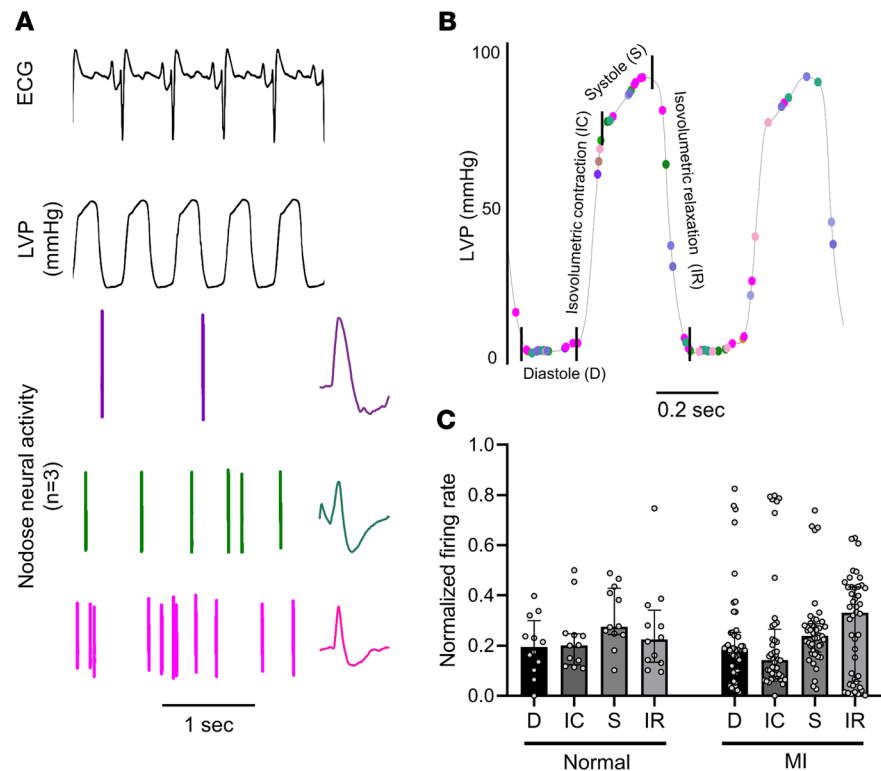 A
ECG
LVP
(mmHg)
Nodose neural activity
(n=3)
1 sec
B
100
50
0
LVP (mmHg)
Diastole (D)
Isovolumetric contraction (IC)
Systole (S)
Isovolumetric relaxation (IR)
0.2 sec
C
Normalized firing rate
1.0
0.8
0.6
0.4
0.2
0.0
D IC S IR D IC S IR
Normal MI